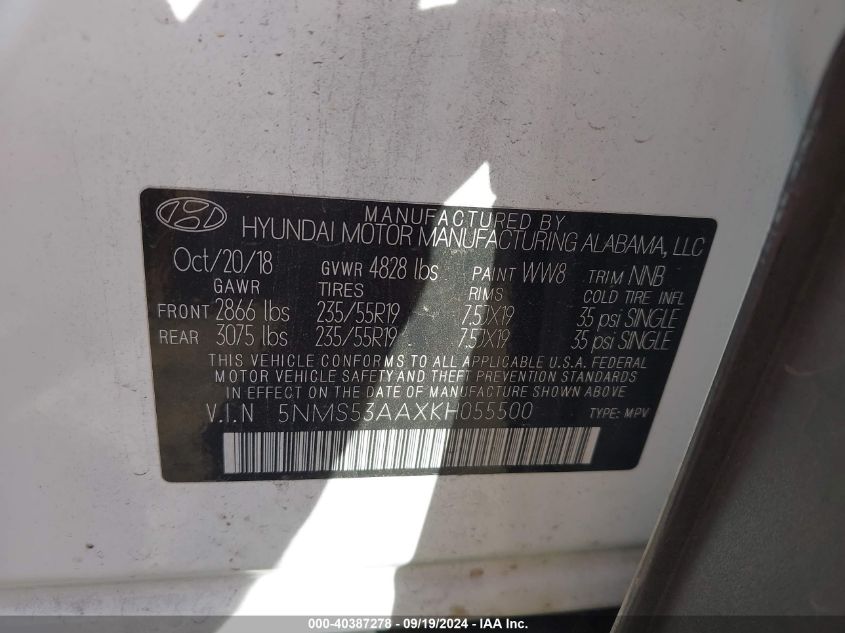 MANUFACTURED BY
HYUNDAI MOTOR MANUFACTURING ALABAMA, LLC
Oct/20/18 GVWR 4828 lbs PAINT WW8 TRIM NNB
GAWR TIRES RIMS COLD TIRE INFL
FRONT 2866 lbs 235/55R19 7.5JX19 35 psi SINGLE
REAR 3075 lbs 235/55R19 7.5JX19 35 psi SINGLE
THIS VEHICLE CONFORMS TO ALL APPLICABLE U.S.A. FEDERAL
MOTOR VEHICLE SAFETY AND THEFT PREVENTION STANDARDS
IN EFFECT ON THE DATE OF MANUFACTURE SHOWN ABOVE
V.I.N 5NMS53AAXKH055500 TYPE: MPV
000-40387278 - 09/19/2024 - IAA Inc.